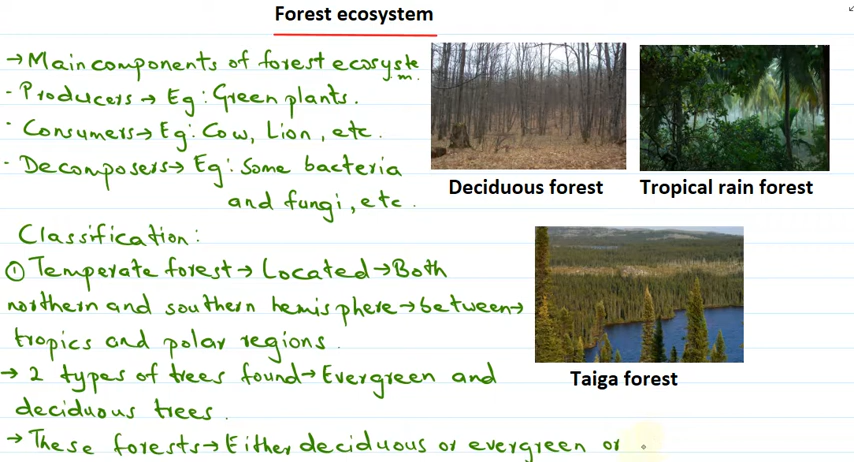 Forest ecosystem
→ Main components of forest ecosystem.
· Producers → Eg: Green plants.
· Consumers → Eg: Cow, Lion, etc.
· Decomposers → Eg: Some bacteria
and fungi, etc.
Deciduous forest
Tropical rain forest
Classification:
① Temperate forest → Located → Both
northern and southern hemisphere → between →
tropics and polar regions.
→ 2 types of trees found → Evergreen and
deciduous trees.
→ These forests → Either deciduous or evergreen or
Taiga forest